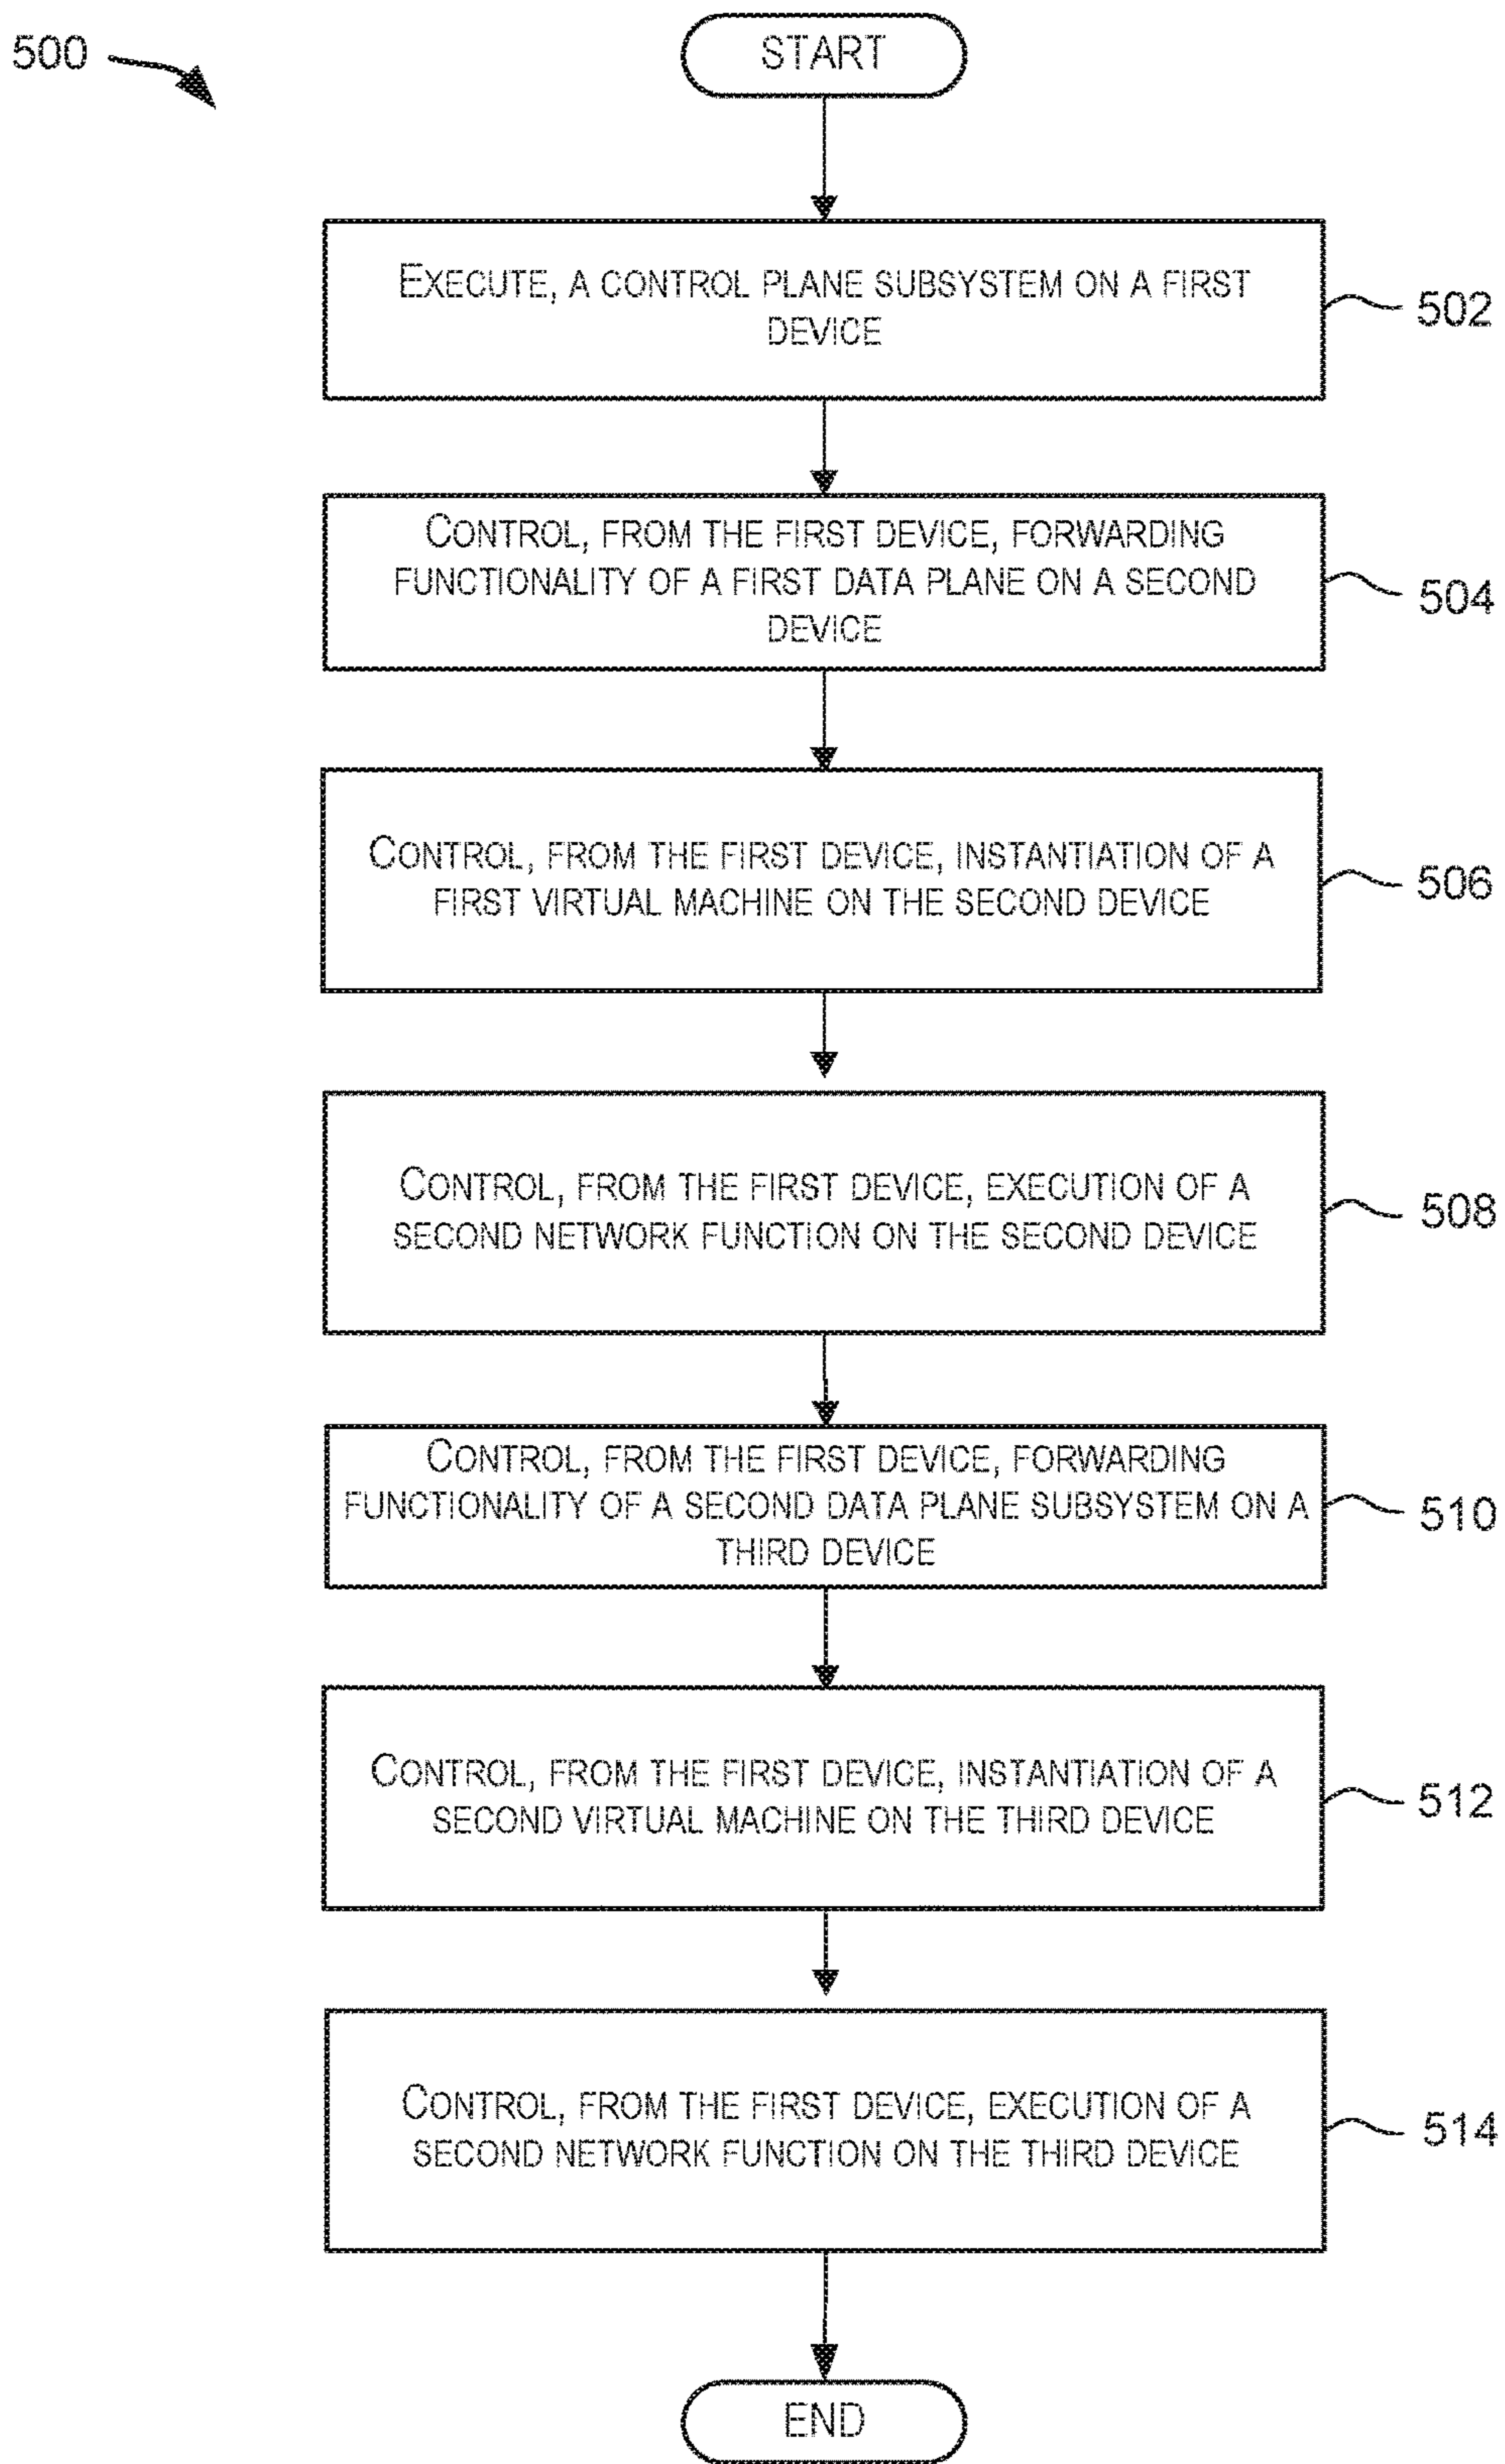 500
START
EXECUTE, A CONTROL PLANE SUBSYSTEM ON A FIRST
DEVICE
502
CONTROL, FROM THE FIRST DEVICE, FORWARDING
FUNCTIONALITY OF A FIRST DATA PLANE ON A SECOND
DEVICE
504
CONTROL, FROM THE FIRST DEVICE, INSTANTIATION OF A
FIRST VIRTUAL MACHINE ON THE SECOND DEVICE
506
CONTROL, FROM THE FIRST DEVICE, EXECUTION OF A
SECOND NETWORK FUNCTION ON THE SECOND DEVICE
508
CONTROL, FROM THE FIRST DEVICE, FORWARDING
FUNCTIONALITY OF A SECOND DATA PLANE SUBSYSTEM ON A
THIRD DEVICE
510
CONTROL, FROM THE FIRST DEVICE, INSTANTIATION OF A
SECOND VIRTUAL MACHINE ON THE THIRD DEVICE
512
CONTROL, FROM THE FIRST DEVICE, EXECUTION OF A
SECOND NETWORK FUNCTION ON THE THIRD DEVICE
514
END